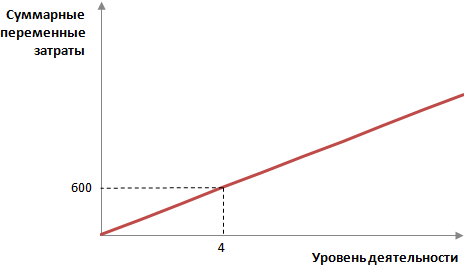 Суммарные
переменные
затраты
600
4
Уровень деятельности